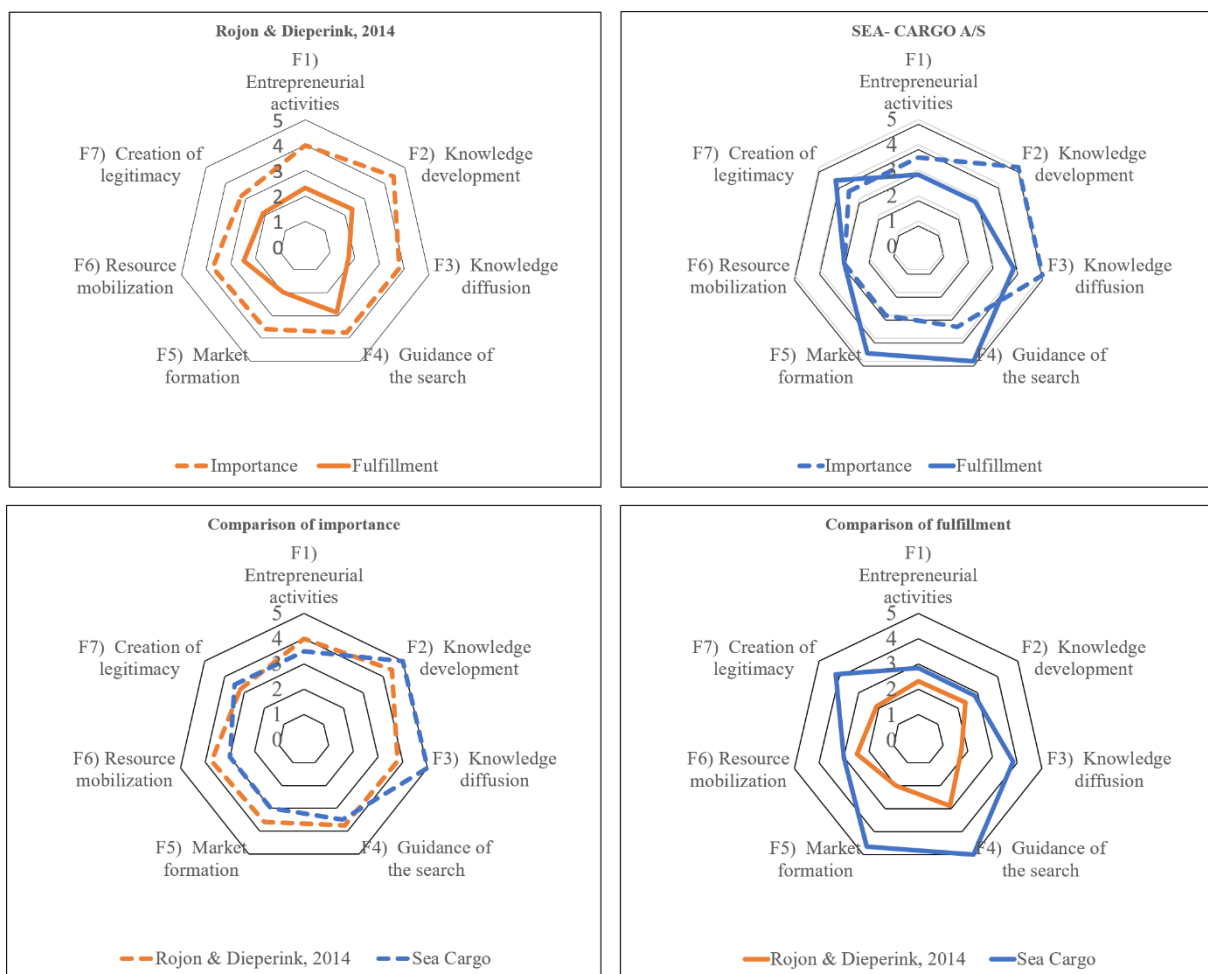 Rojon & Dieperink, 2014
F1)
Entrepreneurial
activities
5
4
3
2
1
0
F2) Knowledge
development
F3) Knowledge
diffusion
F4) Guidance of
the search
F5) Market
formation
F6) Resource
mobilization
F7) Creation of
legitimacy
Importance
Fulfillment
SEA- CARGO A/S
F1)
Entrepreneurial
activities
5
4
3
2
1
0
F2) Knowledge
development
F3) Knowledge
diffusion
F4) Guidance of
the search
F5) Market
formation
F6) Resource
mobilization
F7) Creation of
legitimacy
Importance
Fulfillment
Comparison of importance
F1)
Entrepreneurial
activities
5
4
3
2
1
0
F2) Knowledge
development
F3) Knowledge
diffusion
F4) Guidance of
the search
F5) Market
formation
F6) Resource
mobilization
F7) Creation of
legitimacy
Rojon & Dieperink, 2014
Sea Cargo
Comparison of fulfillment
F1)
Entrepreneurial
activities
5
4
3
2
1
0
F2) Knowledge
development
F3) Knowledge
diffusion
F4) Guidance of
the search
F5) Market
formation
F6) Resource
mobilization
F7) Creation of
legitimacy
Rojon & Dieperink, 2014
Sea Cargo